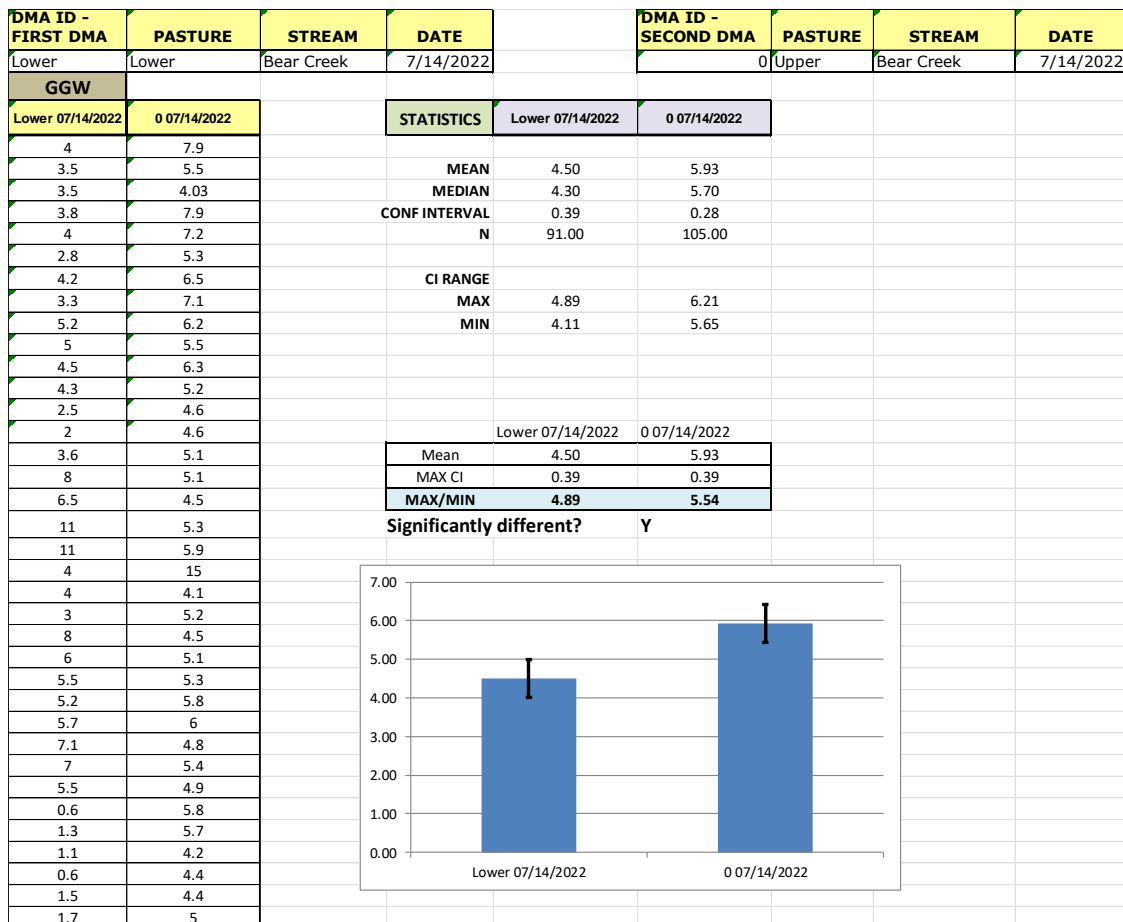 DMA ID - FIRST DMA PASTURE STREAM DATE DMA ID - SECOND DMA PASTURE STREAM DATE
Lower Lower Bear Creek 7/14/2022 0 Upper Bear Creek 7/14/2022
GGW
Lower 07/14/2022 0 07/14/2022 STATISTICS Lower 07/14/2022 0 07/14/2022
4 7.9
3.5 5.5 MEAN 4.50 5.93
3.5 4.03 MEDIAN 4.30 5.70
3.8 7.9 CONF INTERVAL 0.39 0.28
4 7.2 N 91.00 105.00
2.8 5.3
4.2 6.5 CI RANGE
3.3 7.1 MAX 4.89 6.21
5.2 6.2 MIN 4.11 5.65
5 5.5
4.5 6.3
4.3 5.2
2.5 4.6
2 4.6 Lower 07/14/2022 0 07/14/2022
3.6 5.1 Mean 4.50 5.93
8 5.1 MAX CI 0.39 0.39
6.5 4.5 MAX/MIN 4.89 5.54
11 5.3 Significantly different? Y
11 5.9
4 15
4 4.1
3 5.2
8 4.5
6 5.1
5.5 5.3
5.2 5.8
5.7 6
7.1 4.8
7 5.4
5.5 4.9
0.6 5.8
1.3 5.7
1.1 4.2
0.6 4.4
1.5 4.4
1.7 5
7.00
6.00
5.00
4.00
3.00
2.00
1.00
0.00
Lower 07/14/2022 0 07/14/2022